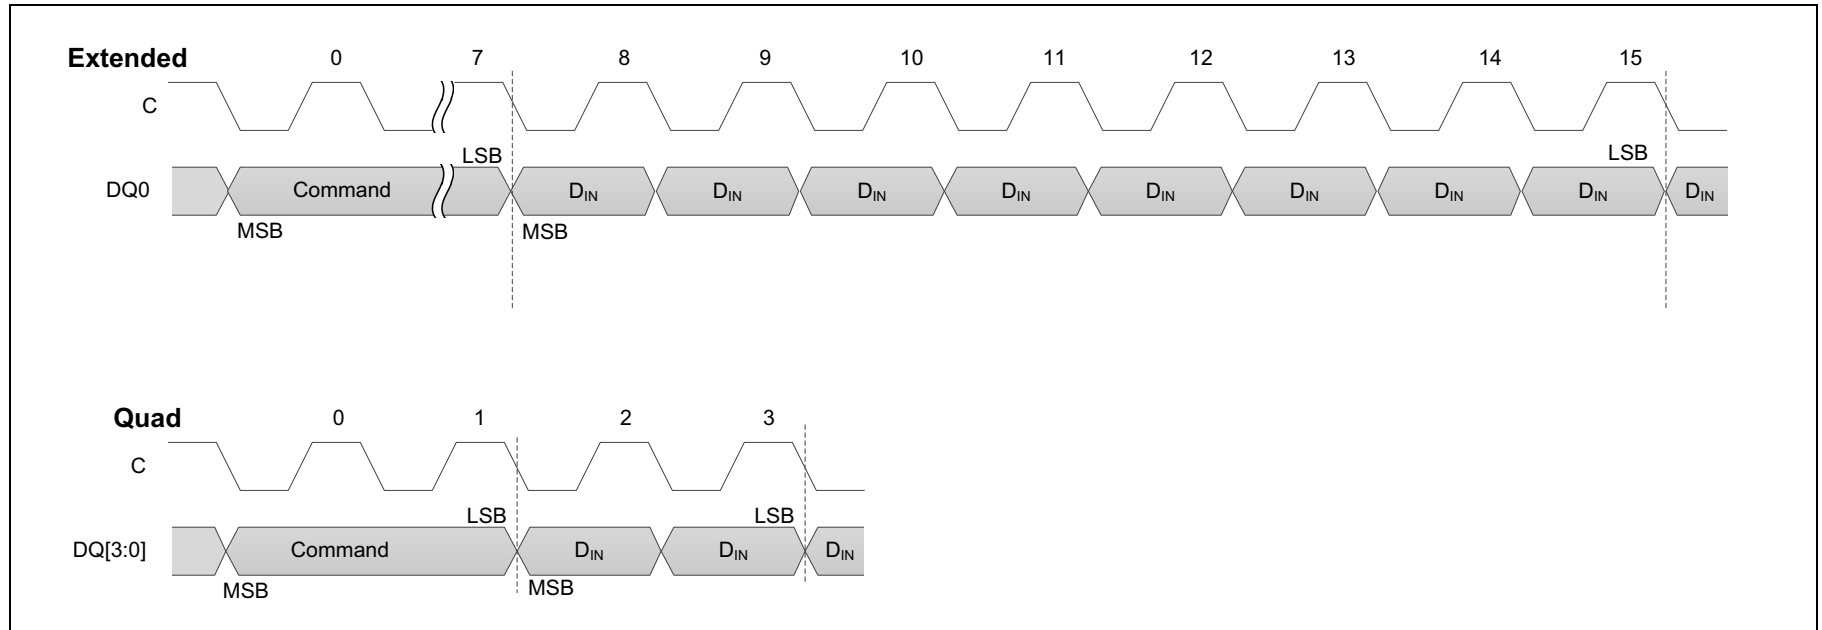 Extended 0 7 8 9 10 11 12 13 14 15
C
LSB LSB
DQ0 Command DIN DIN DIN DIN DIN DIN DIN DIN DIN
MSB MSB
Quad 0 1 2 3
C
LSB LSB
DQ[3:0] Command DIN DIN DIN
MSB MSB